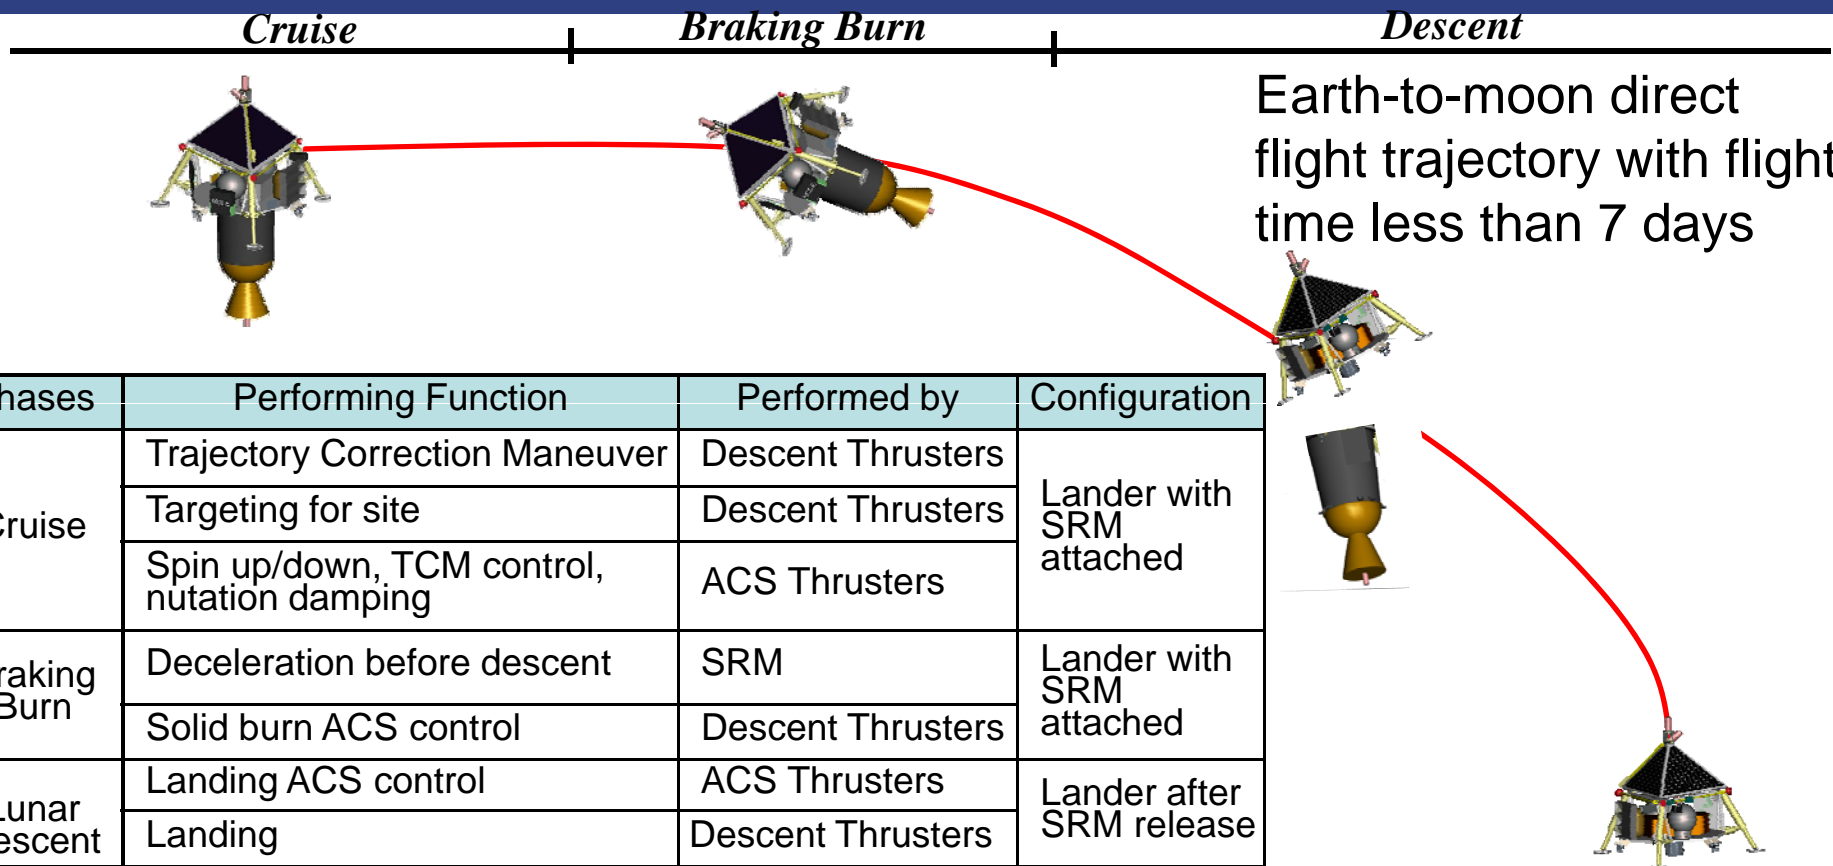 Cruise Braking Burn Descent
Earth-to-moon direct
flight trajectory with flight
time less than 7 days
hases Performing Function Performed by Configuration
Trajectory Correction Maneuver Descent Thrusters
Targeting for site Descent Thrusters
Spin up/down, TCM control,
nutation damping
ACS Thrusters
Cruise
Lander with
SRM
attached
Deceleration before descent SRM
Solid burn ACS control Descent Thrusters
raking
Burn
Lander with
SRM
attached
Landing ACS control ACS Thrusters
Landing Descent Thrusters
Lunar
escent
Lander after
SRM release